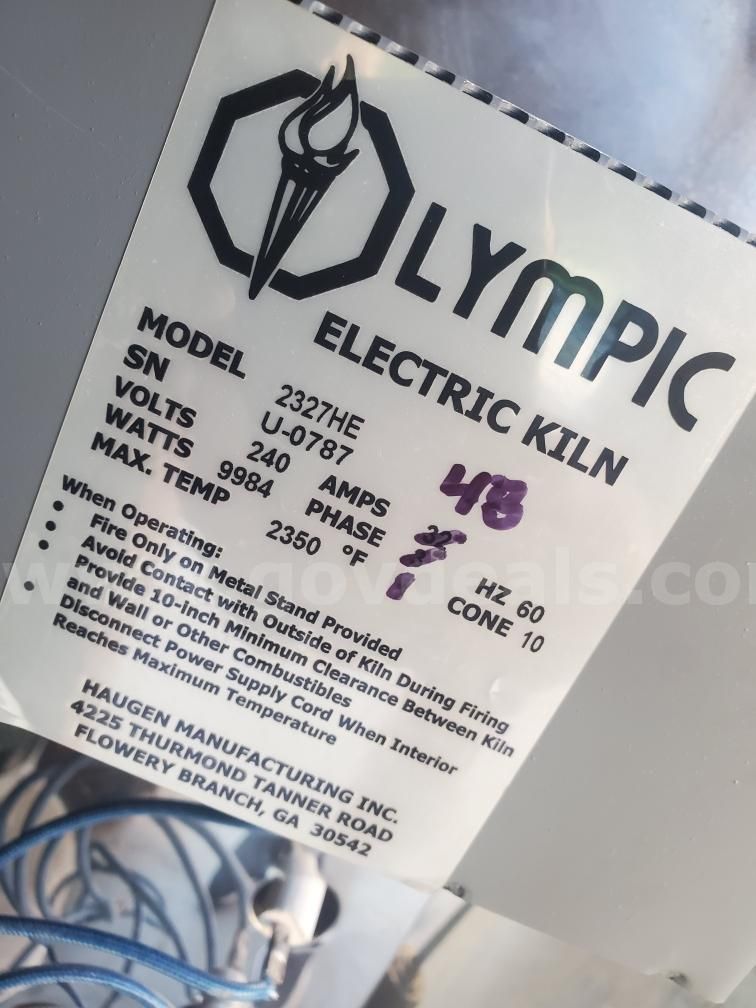 OLYMPIC
ELECTRIC KILN
MODEL 2327HE
SN U-0787
VOLTS 240 AMPS 48
WATTS 9984 PHASE 1 HZ 60
MAX. TEMP 2350 °F CONE 10
When Operating:
• Fire Only on Metal Stand Provided
• Avoid Contact with Outside of Kiln During Firing
• Provide 10-inch Minimum Clearance Between Kiln
and Wall or Other Combustibles
• Disconnect Power Supply Cord When Interior
Reaches Maximum Temperature
HAUGEN MANUFACTURING INC.
4225 THURMOND TANNER ROAD
FLOWERY BRANCH, GA 30542
govdeals.co